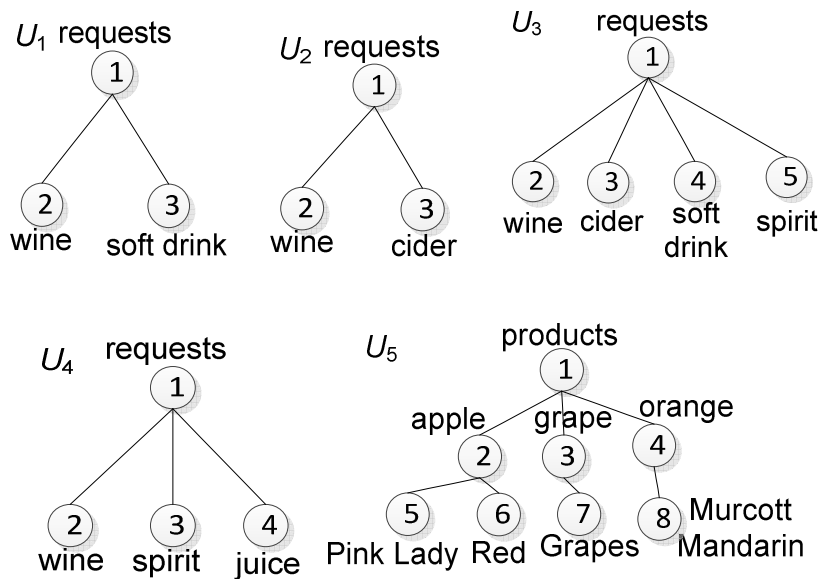 U1 requests
1
2
3
wine
soft drink
U2 requests
1
2
3
wine
cider
U3 requests
1
2
3
4
5
wine
cider
soft
drink
spirit
U4 requests
1
2
3
4
wine
spirit
juice
U5 products
1
apple
grape
orange
2
3
4
5
6
7
8
Pink Lady
Red
Grapes
Murcott
Mandarin